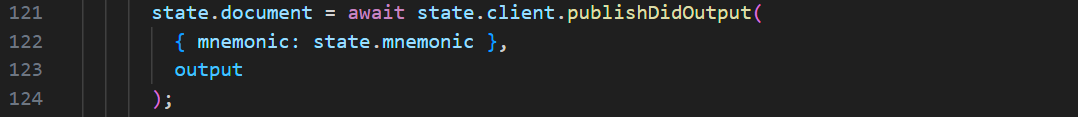 121 state.document = await state.client.publishDidOutput(
122 { mnemonic: state.mnemonic },
123 output
124 );